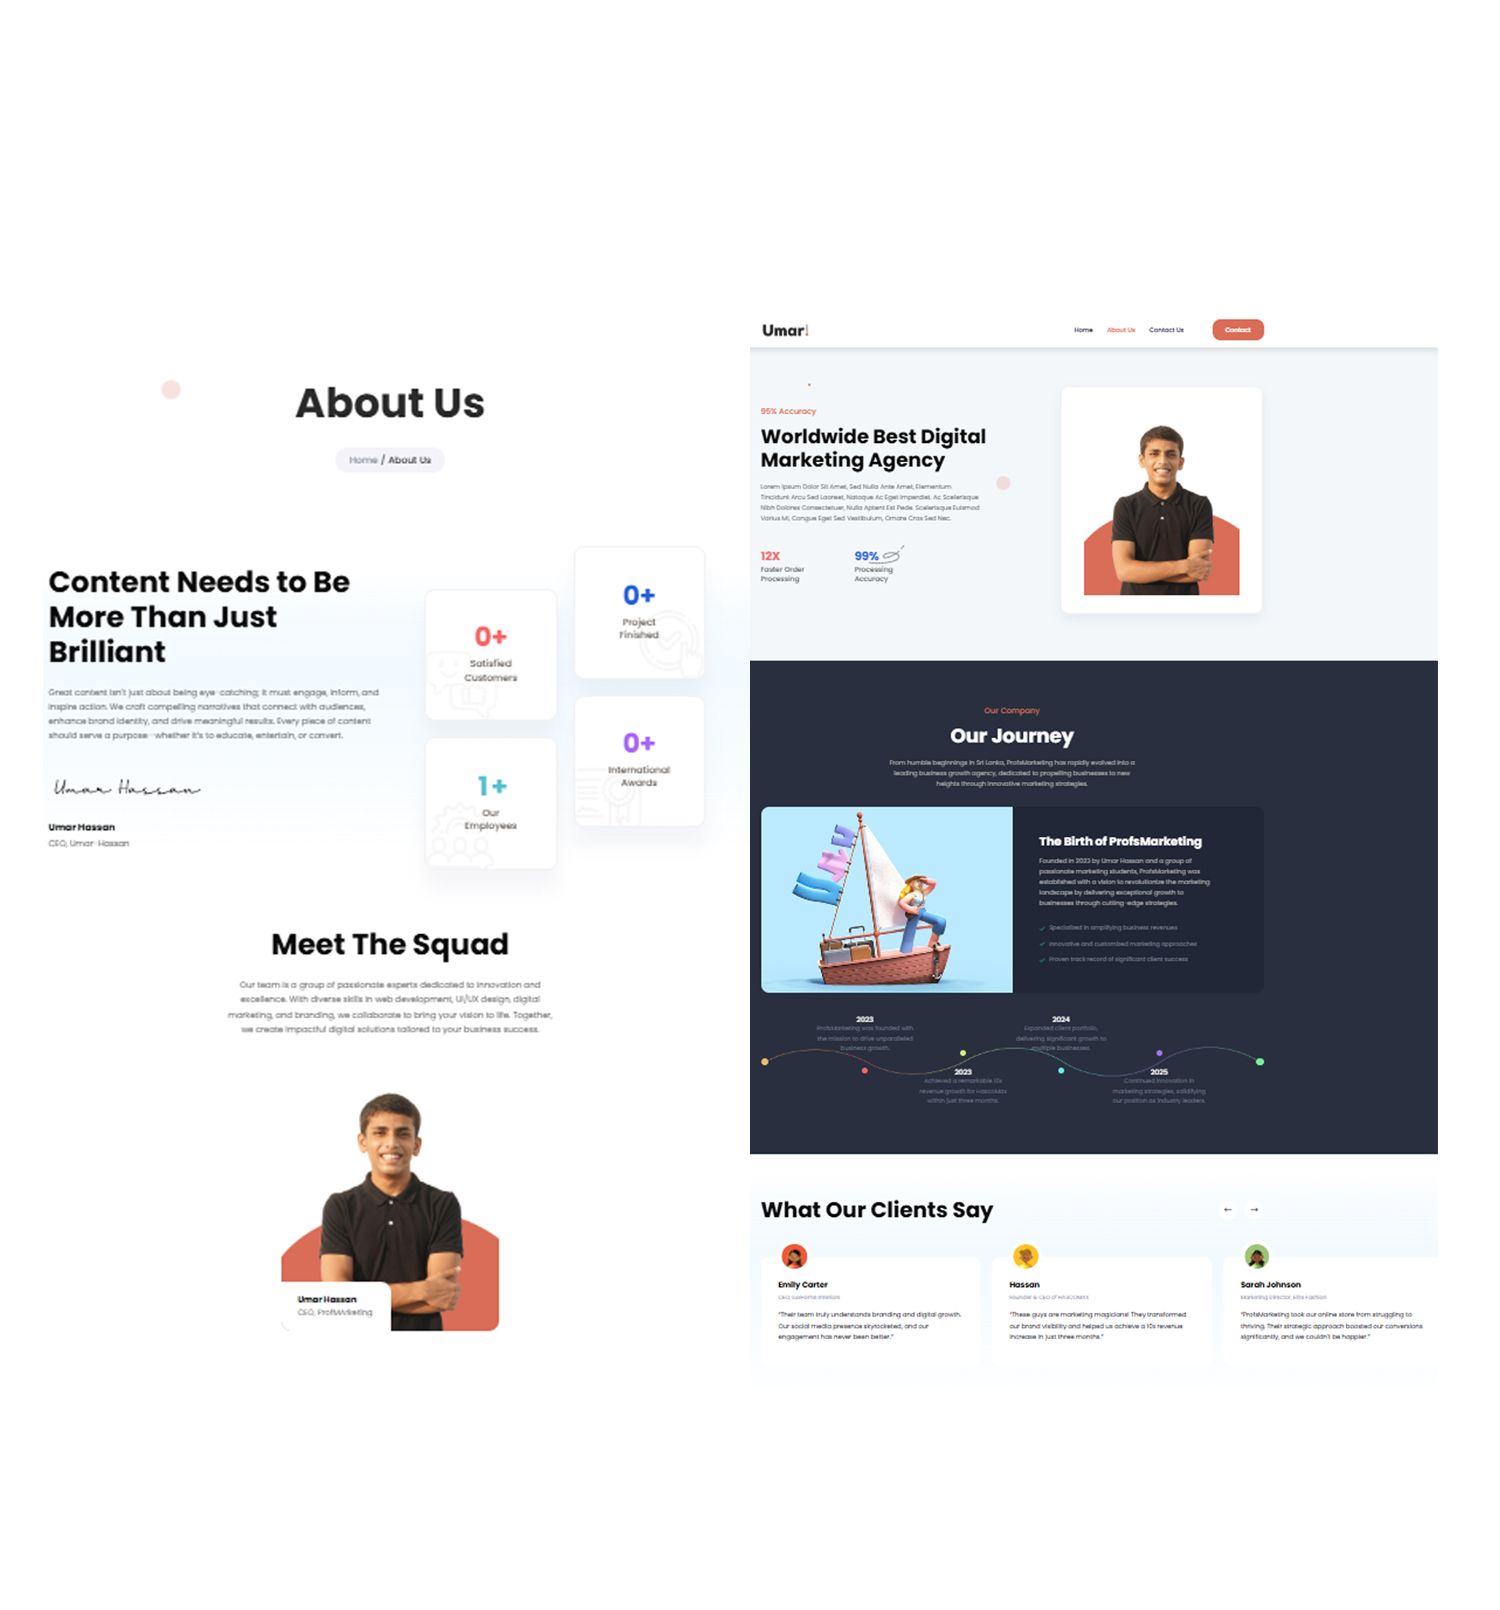 About Us
Home / About Us
Content Needs to Be
More Than Just
Brilliant
Great content isn't just about being eye-catching; it must engage, inform, and
inspire action. We craft compelling narratives that connect with audiences,
enhance brand identity, and drive meaningful results. Every piece of content
should serve a purpose—whether it's to educate, entertain, or convert.
Umar Hassan
Umar Hassan
CEO, Umar-Hassan
0+
Satisfied
Customers
0+
Project
Finished
1+
Our
Employees
0+
International
Awards
Meet The Squad
Our team is a group of passionate experts dedicated to innovation and
excellence. With diverse skills in web development, UI/UX design, digital
marketing, and branding, we collaborate to bring your vision to life. Together,
we create impactful digital solutions tailored to your business success.
Umar Hassan
CEO, ProfsMarketing
Umar!
Home About Us Contact Us Contact
95% Accuracy
Worldwide Best Digital
Marketing Agency
Lorem Ipsum Dolor Sit Amet, Sed Nulla Ante Amet, Elementum
Tincidunt Arcu Sed Laoreet, Natoque Ac Eget Imperdiet. Ac Scelerisque
Nibh Dolores Consectetuer, Nulla Aptent Est Pede. Scelerisque Euismod
Varius Mi, Congue Eget Sed Vestibulum, Ornare Cras Sed Nec.
12X
Faster Order
Processing
99%
Processing
Accuracy
Our Company
Our Journey
From humble beginnings in Sri Lanka, ProfsMarketing has rapidly evolved into a
leading business growth agency, dedicated to propelling businesses to new
heights through innovative marketing strategies.
The Birth of ProfsMarketing
Founded in 2023 by Umar Hassan and a group of
passionate marketing students, ProfsMarketing was
established with a vision to revolutionize the marketing
landscape by delivering exceptional growth to
businesses through cutting-edge strategies.
Specialized in amplifying business revenues
Innovative and customized marketing approaches
Proven track record of significant client success
2023
ProfsMarketing was founded with
the mission to drive unparalleled
business growth.
2023
Achieved a remarkable 10x
revenue growth for HascoMax
within just three months.
2024
Expanded client portfolio,
delivering significant growth to
multiple businesses.
2025
Continued innovation in
marketing strategies, solidifying
our position as industry leaders.
What Our Clients Say
← →
Emily Carter
CEO, Interiors
"Their team truly understands branding and digital growth.
Our social media presence skyrocketed, and our
engagement has never been better."
Hassan
Founder & CEO of HASCOMAX
"These guys are marketing magicians! They transformed
our brand visibility and helped us achieve a 10x revenue
increase in just three months."
Sarah Johnson
Marketing Director, Elite Fashion
"ProfsMarketing took our online store from struggling to
thriving. Their strategic approach boosted our conversions
significantly, and we couldn't be happier."